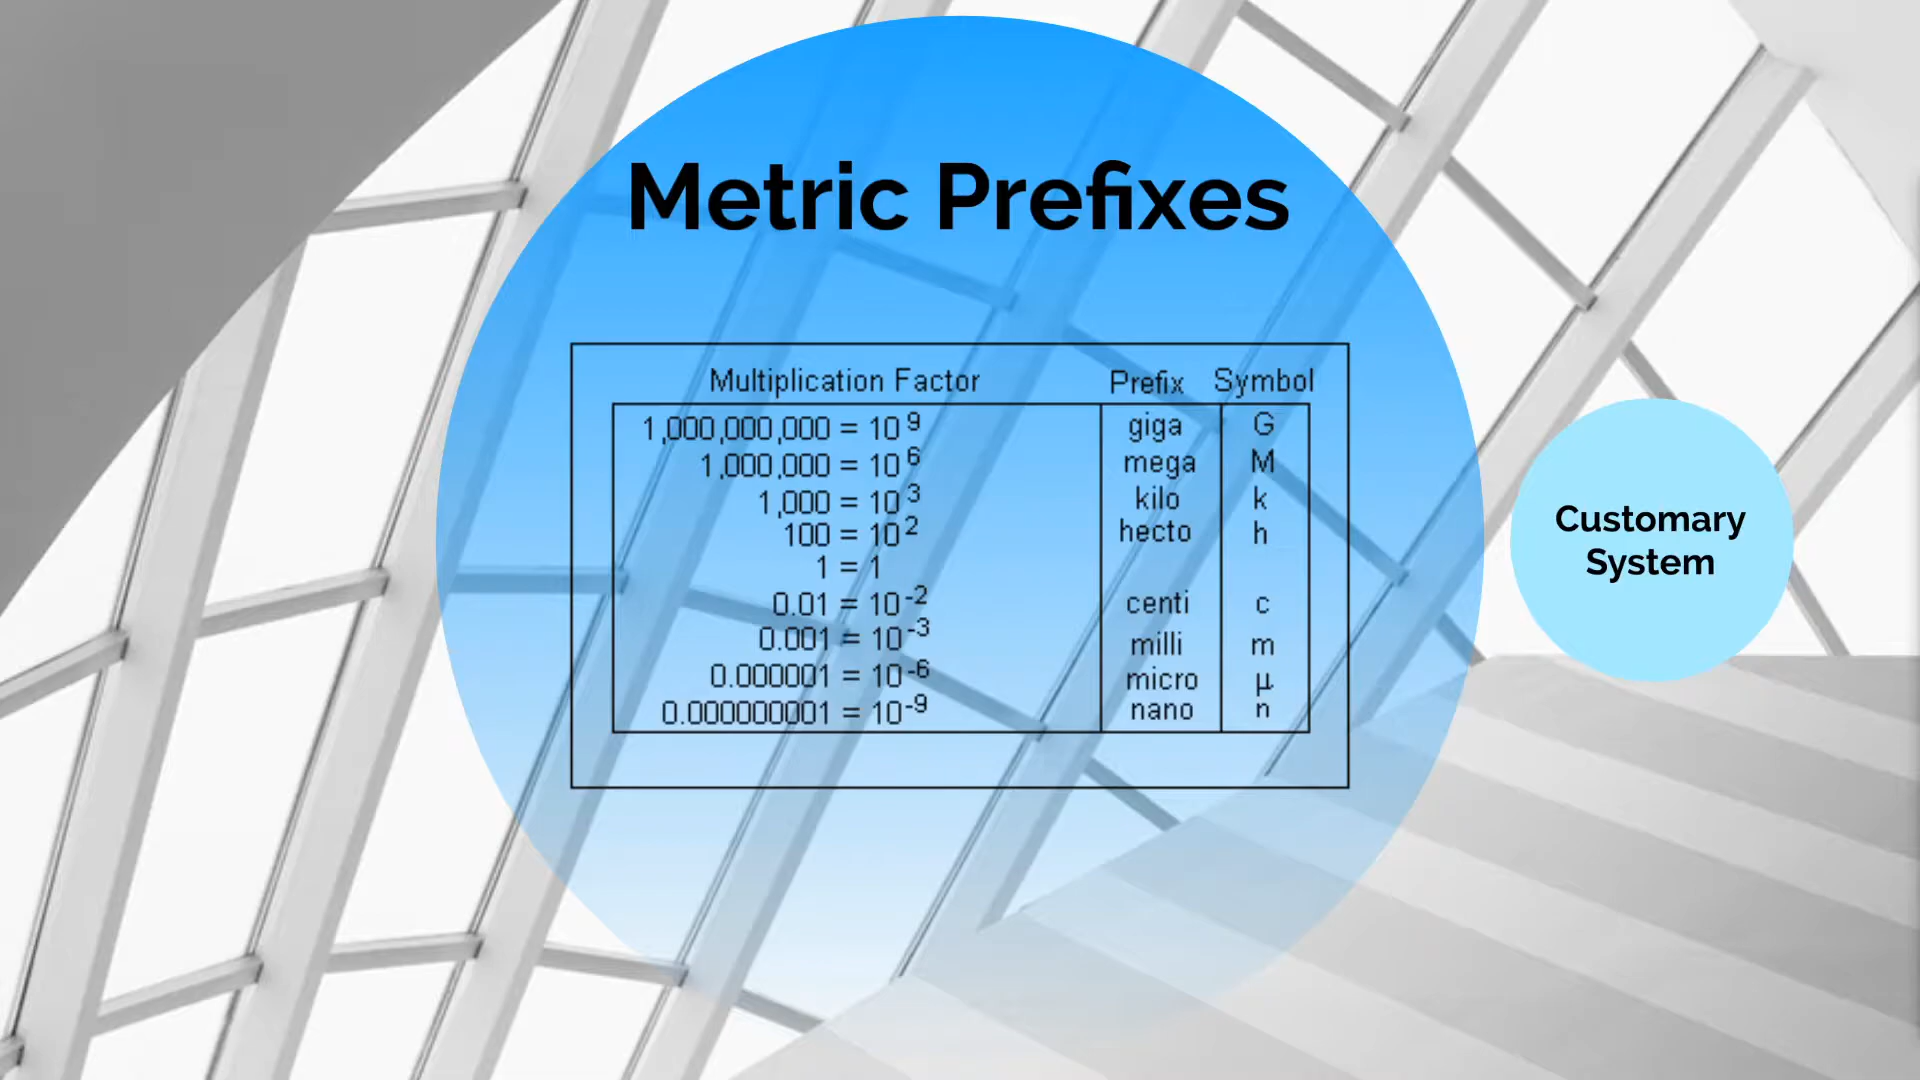 Metric Prefixes
Multiplication Factor Prefix Symbol
1,000,000,000 = 10⁹ giga G
1,000,000 = 10⁶ mega M
1,000 = 10³ kilo k
100 = 10² hecto h
1 = 1
0.01 = 10⁻² centi c
0.001 = 10⁻³ milli m
0.000001 = 10⁻⁶ micro µ
0.000000001 = 10⁻⁹ nano n
Customary
System